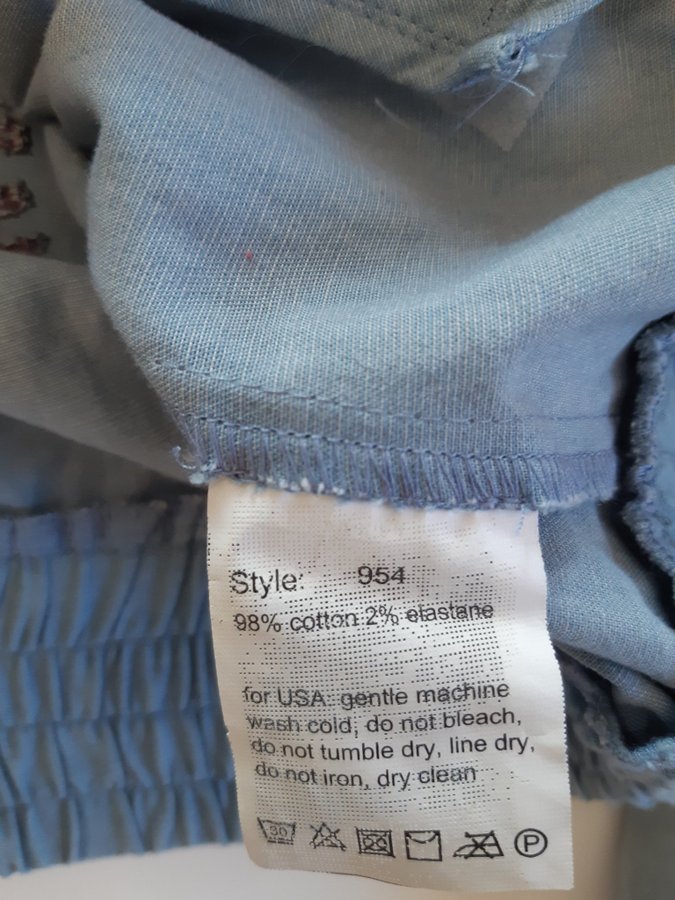 Style: 954
98% cotton 2% elastane
for USA: gentle machine
wash cold, do not bleach,
do not tumble dry, line dry,
do not iron, dry clean
30 P